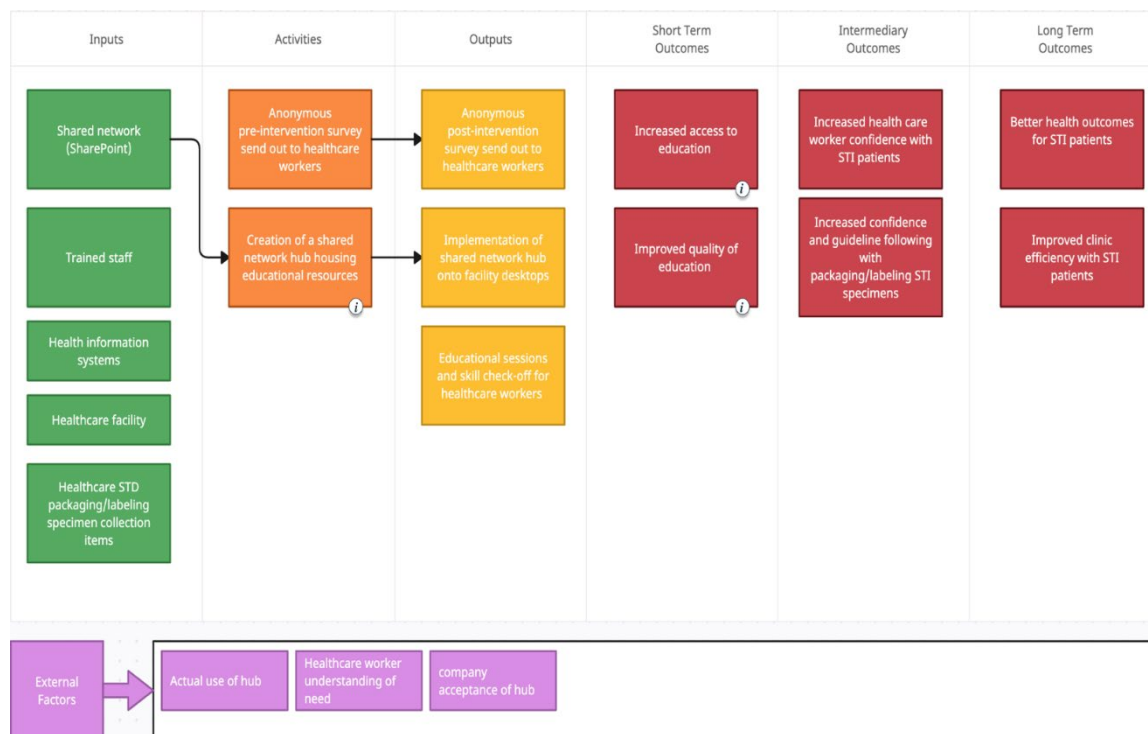 Inputs
Activities
Outputs
Short Term
Outcomes
Intermediary
Outcomes
Long Term
Outcomes
Shared network
(SharePoint)
Trained staff
Health information
systems
Healthcare facility
Healthcare STD
packaging/labeling
specimen collection
items
Anonymous
pre-intervention survey
send out to healthcare
workers
Creation of a shared
network hub housing
educational resources
i
Anonymous
post-intervention
survey send out to
healthcare workers
Implementation of
shared network hub
onto facility desktops
Educational sessions
and skill check-off for
healthcare workers
Increased access to
education
i
Improved quality of
education
i
Increased health care
worker confidence with
STI patients
Increased confidence
and guideline following
with
packaging/labeling STI
specimens
Better health outcomes
for STI patients
Improved clinic
efficiency with STI
patients
External
Factors
Actual use of hub
Healthcare worker
understanding of
need
company
acceptance of hub